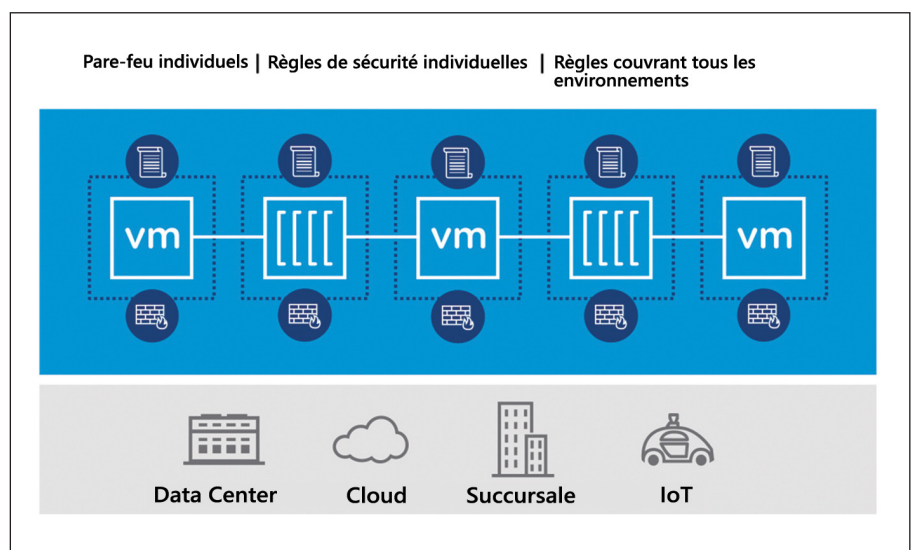 Pare-feu individuels | Règles de sécurité individuelles | Règles couvrant tous les
environnements
vm vm vm
Data Center Cloud Succursale IoT